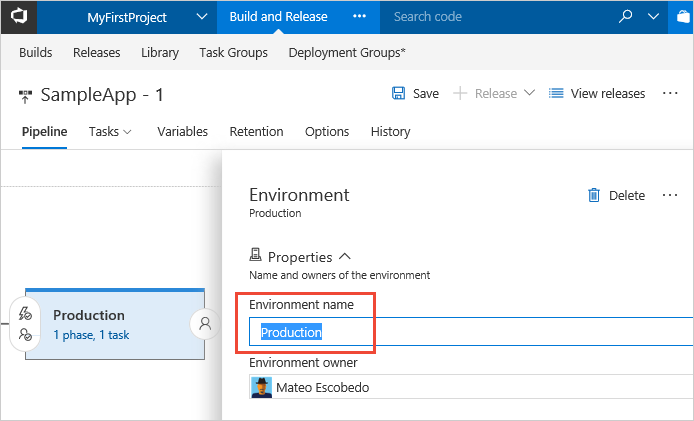 MyFirstProject Build and Release ··· Search code
Builds Releases Library Task Groups Deployment Groups*
SampleApp - 1 Save + Release View releases ···
Pipeline Tasks Variables Retention Options History
Environment Delete ···
Production
Properties
Name and owners of the environment
Environment name
Production
Production
1 phase, 1 task
Environment owner
Mateo Escobedo